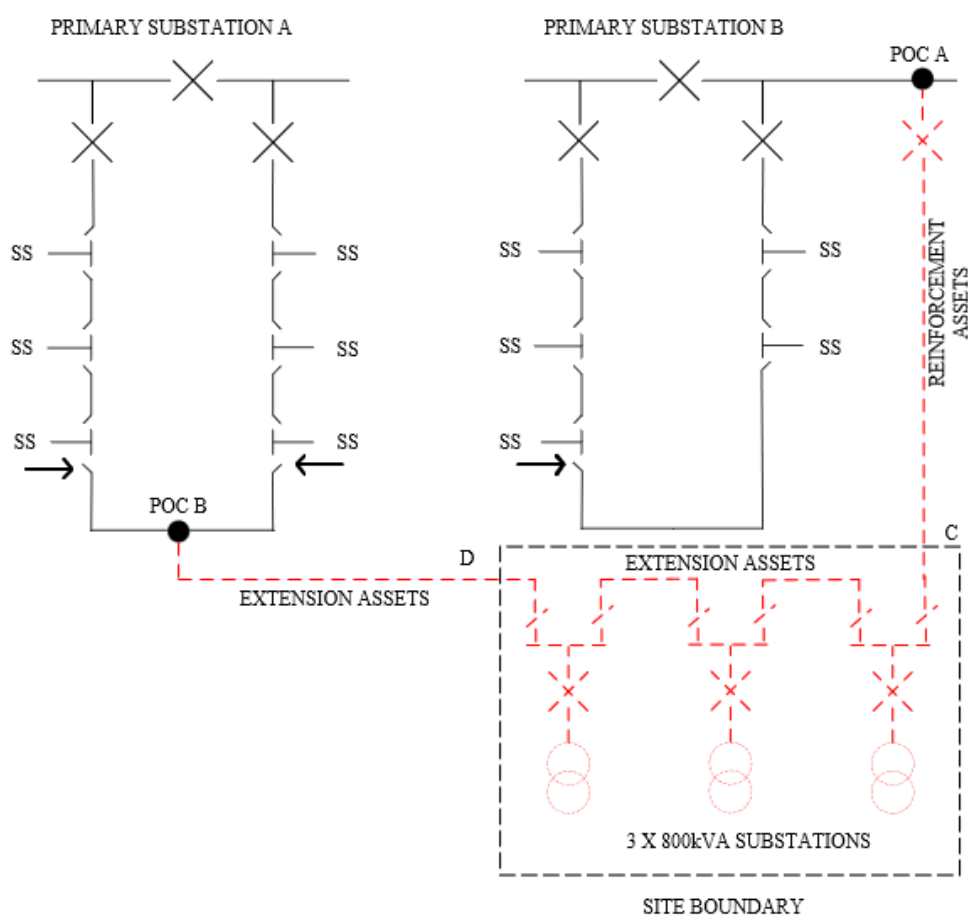 PRIMARY SUBSTATION A
PRIMARY SUBSTATION B
POC A
SS
SS
SS
SS
SS
SS
SS
SS
SS
SS
SS
REINFORCEMENT
ASSETS
POC B
C
D
EXTENSION ASSETS
EXTENSION ASSETS
3 X 800kVA SUBSTATIONS
SITE BOUNDARY